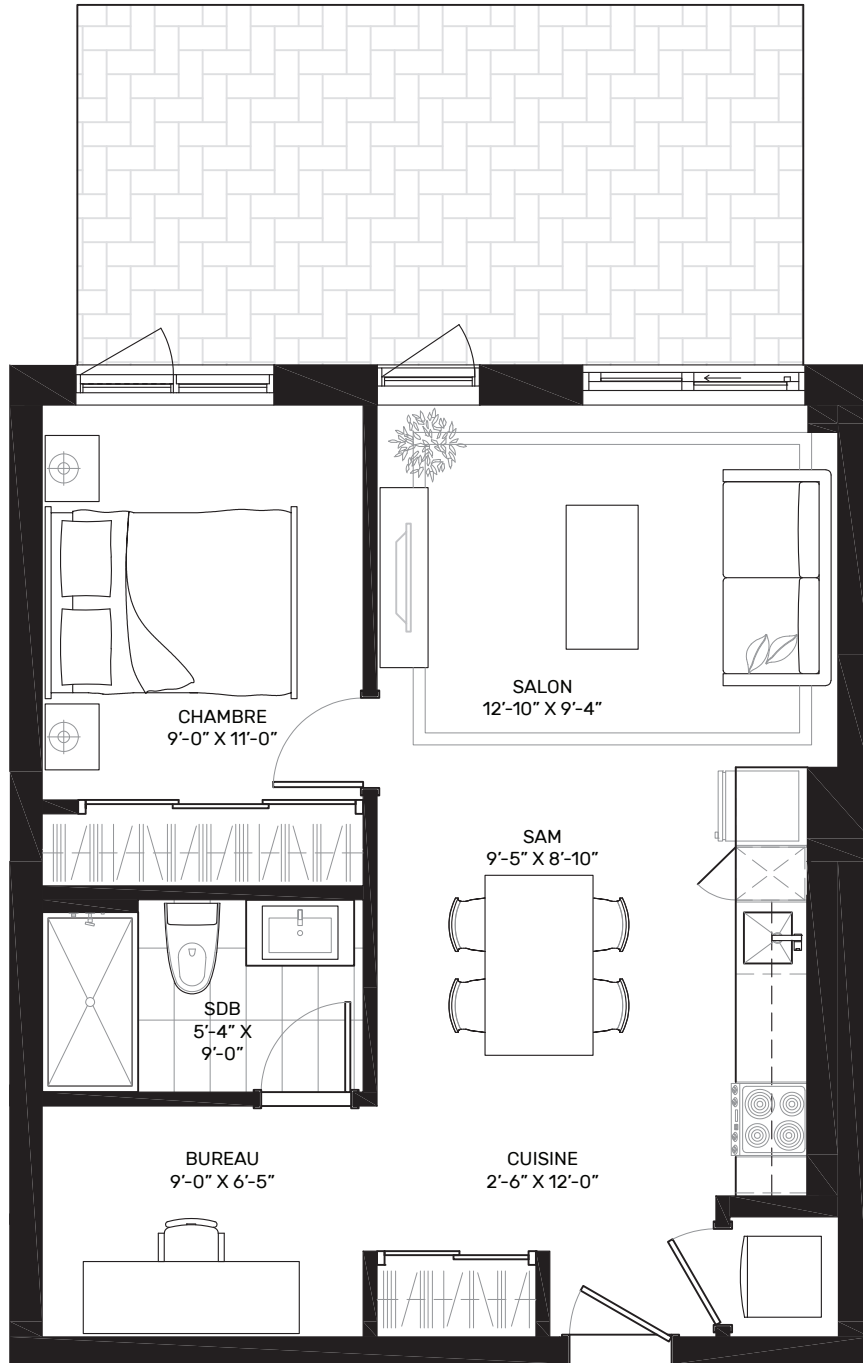 CHAMBRE
9’-0” X 11’-0”
SALON
12’-10” X 9’-4”
SAM
9’-5” X 8’-10”
SDB
5’-4” X
9’-0”
BUREAU
9’-0” X 6’-5”
CUISINE
2’-6” X 12’-0”